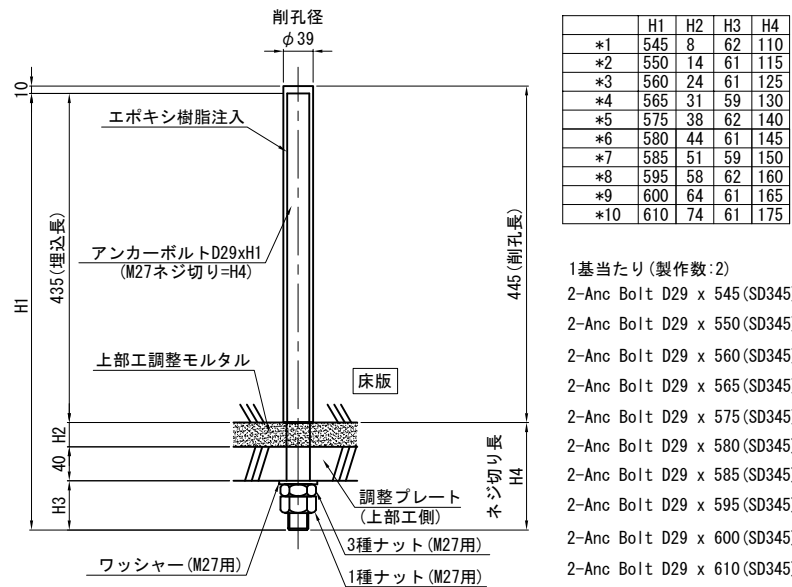 削孔径
φ39
10
エポキシ樹脂注入
435(埋込長)
445(削孔長)
H1
アンカーボルトD29xH1
(M27ネジ切り=H4)
上部工調整モルタル
床版
H2
40
H3
ネジ切り長
H4
調整プレート
(上部工側)
3種ナット(M27用)
ワッシャー(M27用)
1種ナット(M27用)
H1 H2 H3 H4
*1 545 8 62 110
*2 550 14 61 115
*3 560 24 61 125
*4 565 31 59 130
*5 575 38 62 140
*6 580 44 61 145
*7 585 51 59 150
*8 595 58 62 160
*9 600 64 61 165
*10 610 74 61 175
1基当たり(製作数:2)
2-Anc Bolt D29 x 545(SD345)
2-Anc Bolt D29 x 550(SD345)
2-Anc Bolt D29 x 560(SD345)
2-Anc Bolt D29 x 565(SD345)
2-Anc Bolt D29 x 575(SD345)
2-Anc Bolt D29 x 580(SD345)
2-Anc Bolt D29 x 585(SD345)
2-Anc Bolt D29 x 595(SD345)
2-Anc Bolt D29 x 600(SD345)
2-Anc Bolt D29 x 610(SD345)